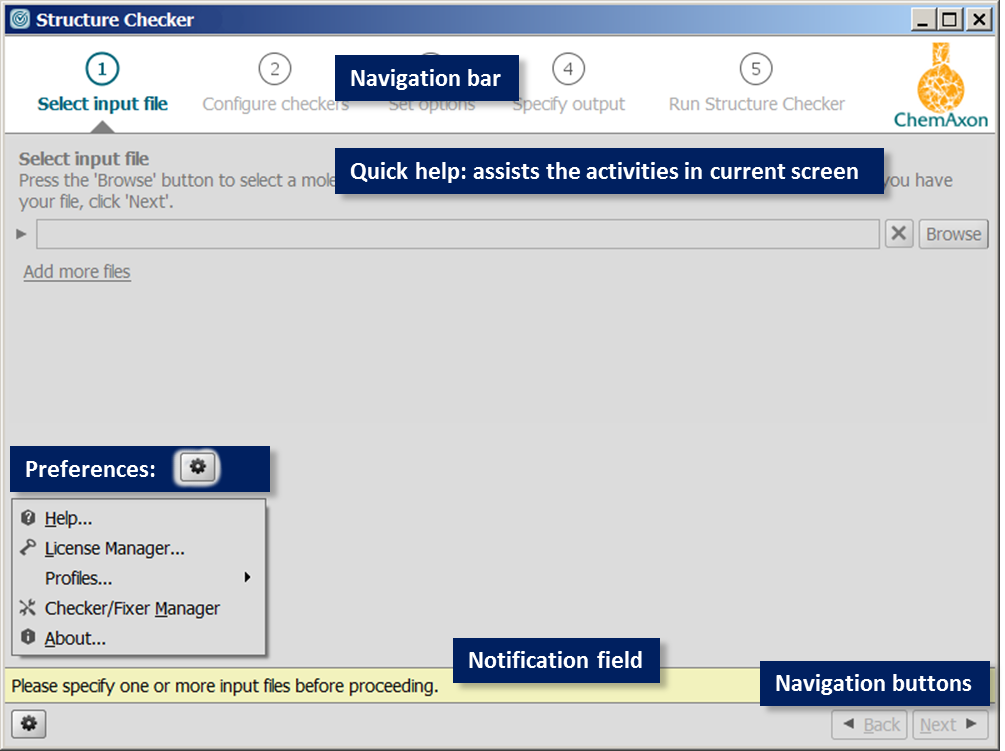 Structure Checker
1 2 4 5
Navigation bar
Select input file Configure checkers Set options Specify output Run Structure Checker
ChemAxon
Select input file
Quick help: assists the activities in current screen
Press the 'Browse' button to select a you have
your file, click 'Next'.
Browse
Add more files
Preferences:
Help...
License Manager...
Profiles...
Checker/Fixer Manager
About...
Notification field
Please specify one or more input files before proceeding.
Navigation buttons
Back Next